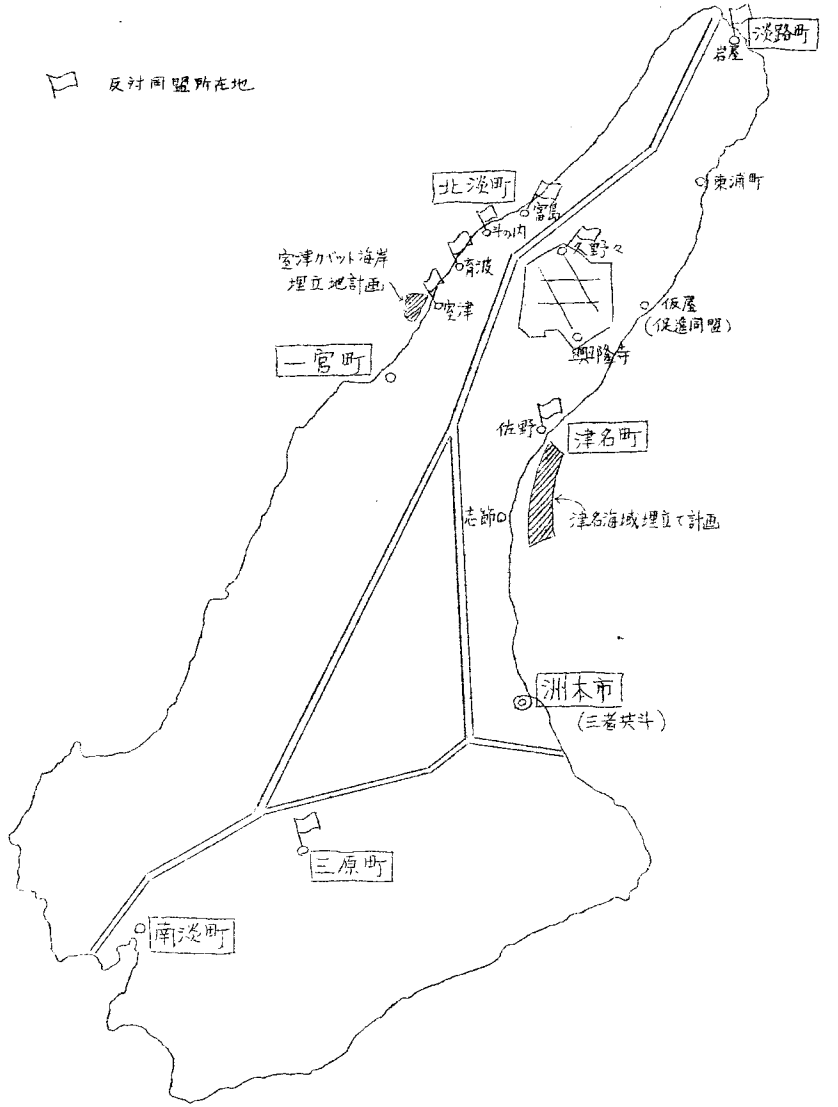 反対同盟所在地
淡路町
岩屋
東浦町
北淡町
富島
斗の内
久野々
育波
室津カベット海岸
埋立地計画
室津
仮屋
(促進同盟)
興隆寺
一宮町
佐野
津名町
志節
津名海域埋立て計画
洲本市
(三者共斗)
三原町
南淡町